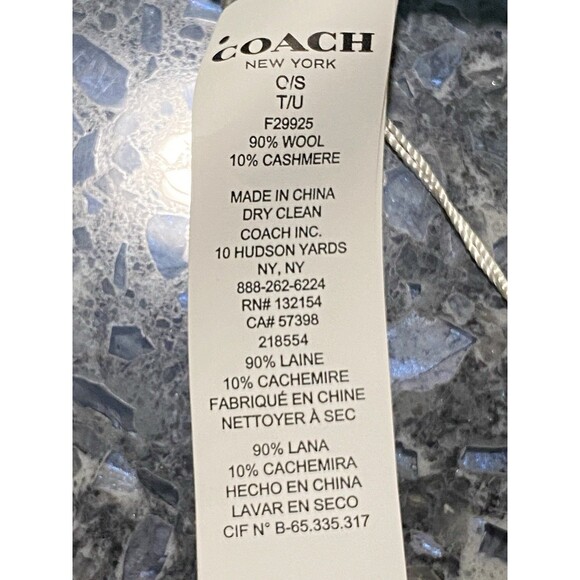 COACH
NEW YORK
O/S
T/U
F29925
90% WOOL
10% CASHMERE
MADE IN CHINA
DRY CLEAN
COACH INC.
10 HUDSON YARDS
NY, NY
888-262-6224
RN# 132154
CA# 57398
218554
90% LAINE
10% CACHEMIRE
FABRIQUÉ EN CHINE
NETTOYER À SEC
90% LANA
10% CACHEMIRA
HECHO EN CHINA
LAVAR EN SECO
CIF N° B-65.335.317